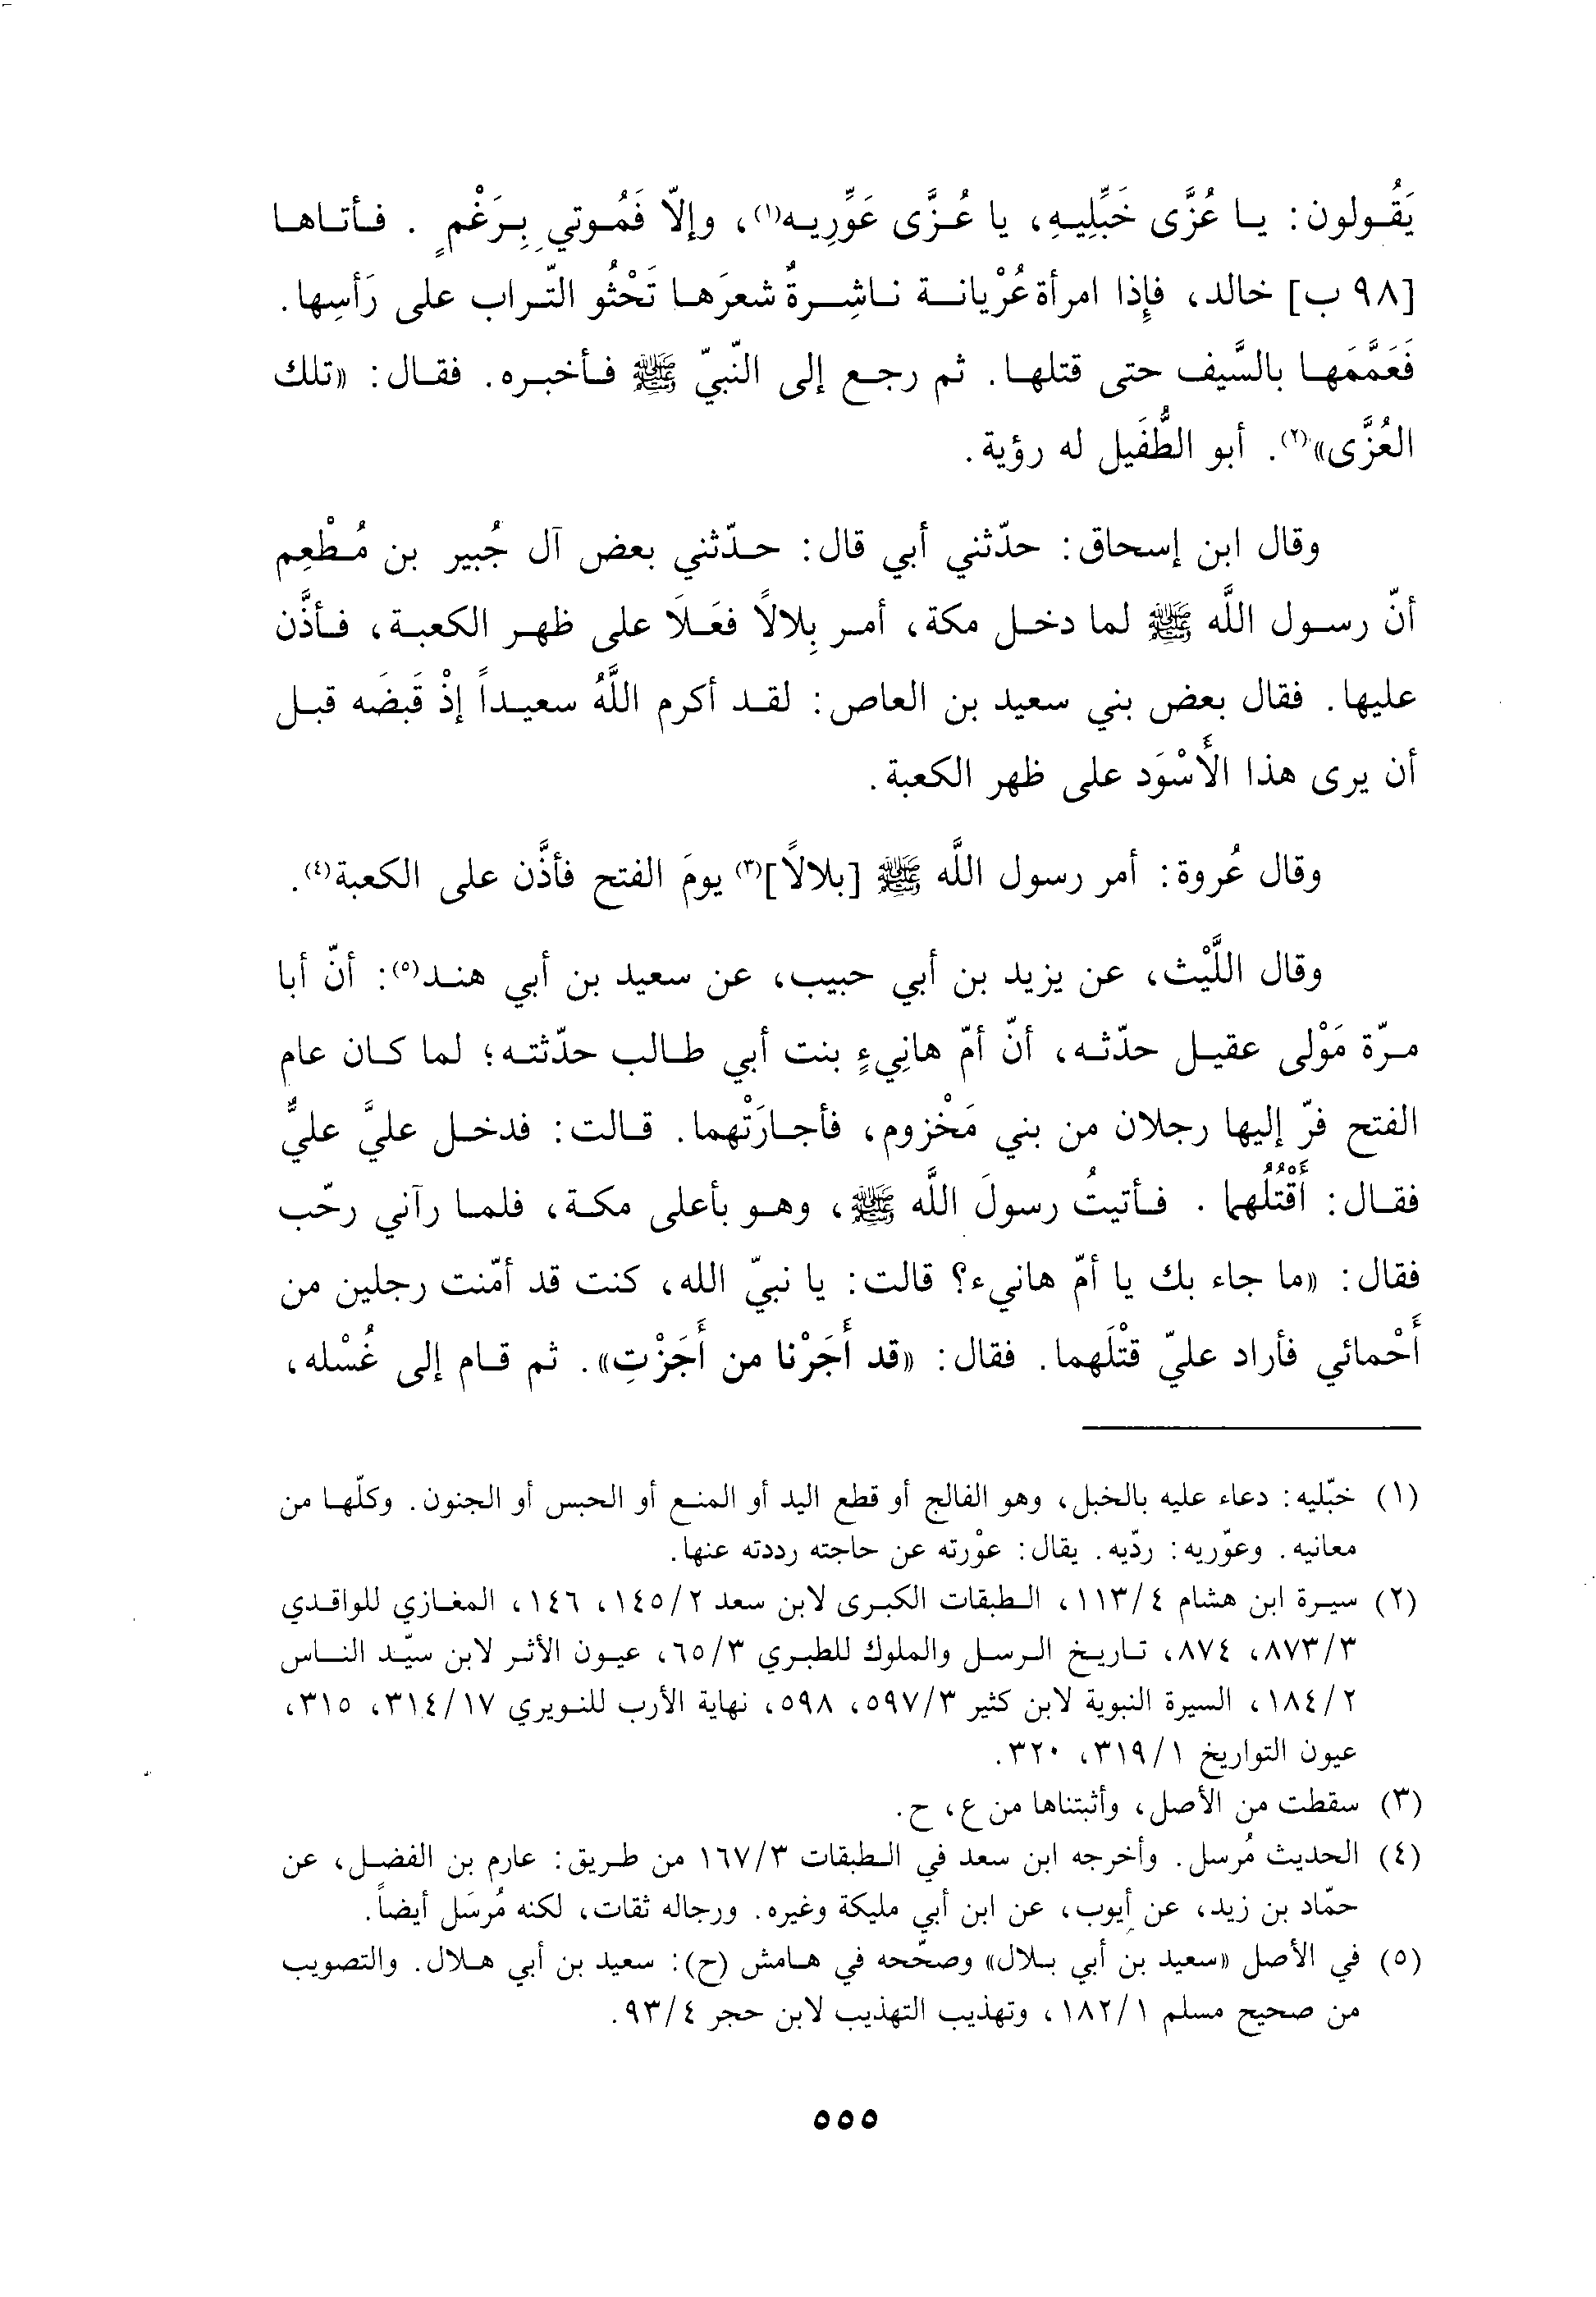 يَقُولون: يا عُزَّى خَبِّلِيهِ، يا عُزَّى عَوِّرِيه(١)، وإلّا فَمُوتي بِرَغْمٍ. فأتاها
[٩٨ ب] خالد، فإِذا امرأة عُرْيانة ناشِرةٌ شعرَها تَحْثُو التّراب على رَأسِها.
فَعَمَّمَها بالسَّيف حتى قتلها. ثم رجع إلى النّبيّ ﷺ فأخبره. فقال: «تلك
العُزَّى»(٢). أبو الطُّفَيل له رؤية.
وقال ابن إسحاق: حدّثني أبي قال: حدّثني بعض آل جُبير بن مُطْعِم
أنّ رسول اللَّه ﷺ لما دخل مكة، أمر بِلالاً فعَلَا على ظهر الكعبة، فأذَّن
عليها. فقال بعض بني سعيد بن العاص: لقد أكرم اللَّهُ سعيداً إذْ قَبضَه قبل
أن يرى هذا الأَسْوَد على ظهر الكعبة.
وقال عُروة: أمر رسول اللَّه ﷺ [بلالاً](٣) يومَ الفتح فأذَّن على الكعبة(٤).
وقال اللَّيْث، عن يزيد بن أبي حبيب، عن سعيد بن أبي هند(٥): أنّ أبا
مرّة مَوْلى عقيل حدّثه، أنّ أمّ هانِيءٍ بنت أبي طالب حدّثته؛ لما كان عام
الفتح فرّ إليها رجلان من بني مَخْزوم، فأجارَتْهما. قالت: فدخل عليَّ عليٌّ
فقال: أَقْتُلُهما. فأتيتُ رسولَ اللَّه ﷺ، وهو بأعلى مكة، فلما رآني رحّب
فقال: «ما جاء بك يا أمّ هانيء؟ قالت: يا نبيّ الله، كنت قد أمّنت رجلين من
أَحْمائي فأراد عليّ قتْلَهما. فقال: «قد أَجَرْنا من أَجَرْتِ». ثم قام إلى غُسْله،
(١) خبّليه: دعاء عليه بالخبل، وهو الفالج أو قطع اليد أو المنع أو الحبس أو الجنون. وكلّها من
معانيه. وعوّريه: ردّيه. يقال: عوْرته عن حاجته رددته عنها.
(٢) سيرة ابن هشام ١١٣/٤، الطبقات الكبرى لابن سعد ١٤٥/٢، ١٤٦، المغازي للواقدي
٨٧٣/٣، ٨٧٤، تاريخ الرسل والملوك للطبري ٦٥/٣، عيون الأثر لابن سيّد الناس
١٨٤/٢، السيرة النبوية لابن كثير ٥٩٧/٣، ٥٩٨، نهاية الأرب للنويري ٣١٤/١٧، ٣١٥،
عيون التواريخ ٣١٩/١، ٣٢٠.
(٣) سقطت من الأصل، وأثبتناها من ع، ح.
(٤) الحديث مُرسل. وأخرجه ابن سعد في الطبقات ١٦٧/٣ من طريق: عارم بن الفضل، عن
حمّاد بن زيد، عن أيوب، عن ابن أبي مليكة وغيره. ورجاله ثقات، لكنه مُرسَل أيضاً.
(٥) في الأصل «سعيد بن أبي بلال» وصحّحه في هامش (ح): سعيد بن أبي هلال. والتصويب
من صحيح مسلم ١٨٢/١، وتهذيب التهذيب لابن حجر ٩٣/٤.
٥٥٥